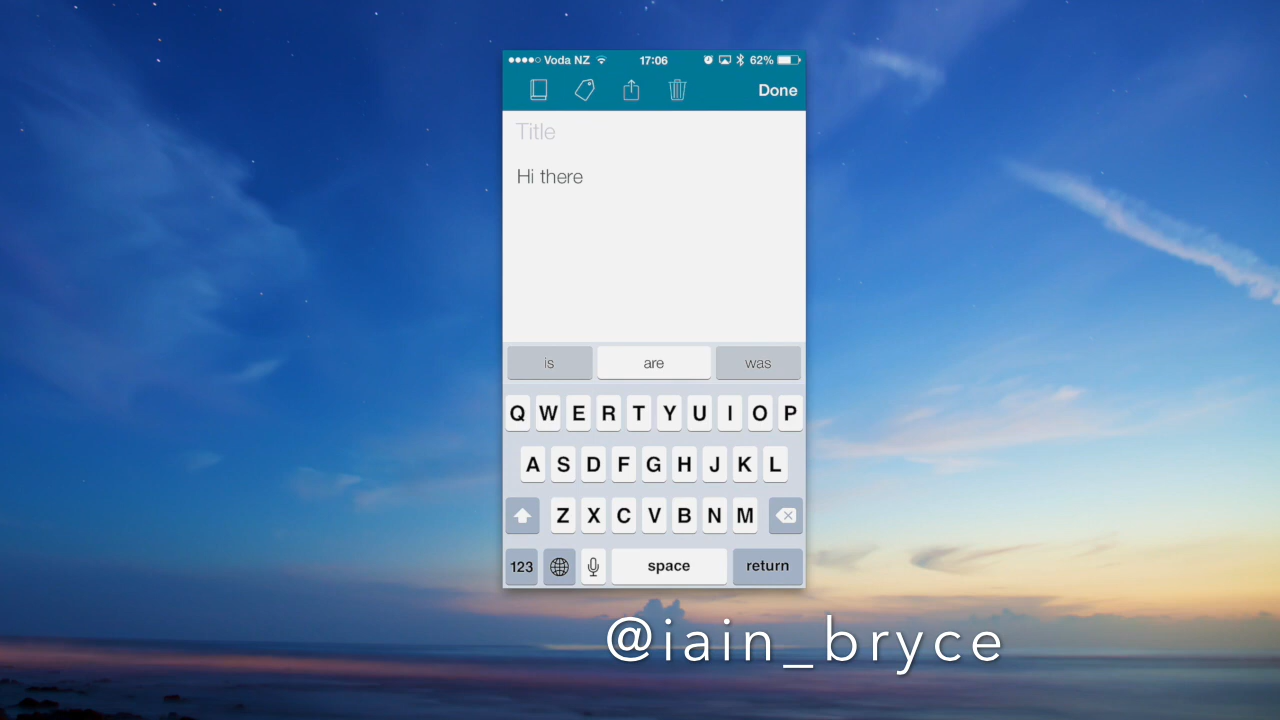 Voda NZ 17:06 62%
Done
Title
Hi there
is are was
Q W E R T Y U I O P
A S D F G H J K L
Z X C V B N M
123 space return
@iain_bryce